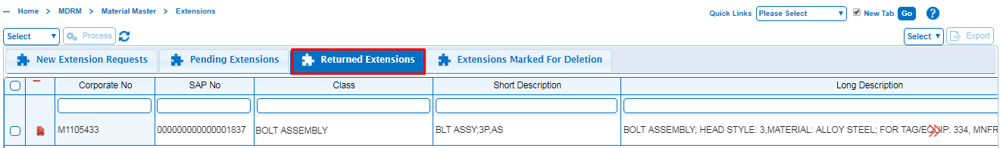 Home > MDRM > Material Master > Extensions
Quick Links Please Select New Tab Go ?
Select Process Select Export
New Extension Requests Pending Extensions Returned Extensions Extensions Marked For Deletion
Corporate No SAP No Class Short Description Long Description
M1105433 000000000000001837 BOLT ASSEMBLY BLT ASSY;3P,AS BOLT ASSEMBLY; HEAD STYLE: 3,MATERIAL: ALLOY STEEL; FOR TAG/EQUIP: 334, MNFR